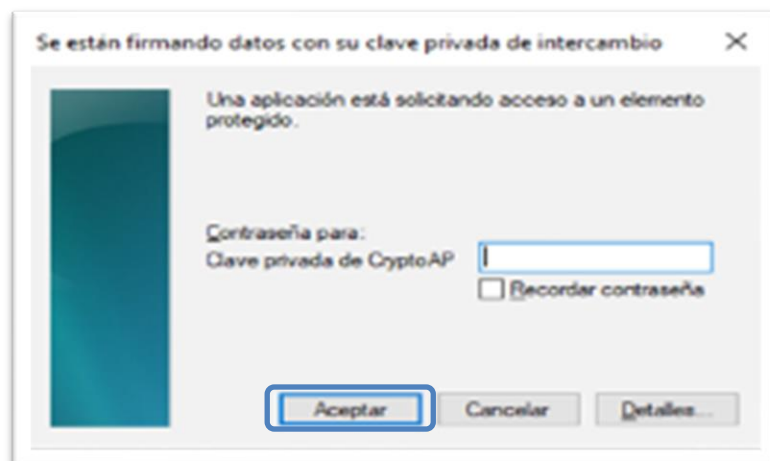 Se están firmando datos con su clave privada de intercambio
Una aplicación está solicitando acceso a un elemento
protegido.
Contraseña para:
Clave privada de CryptoAP
Recordar contraseña
Aceptar Cancelar Detalles...